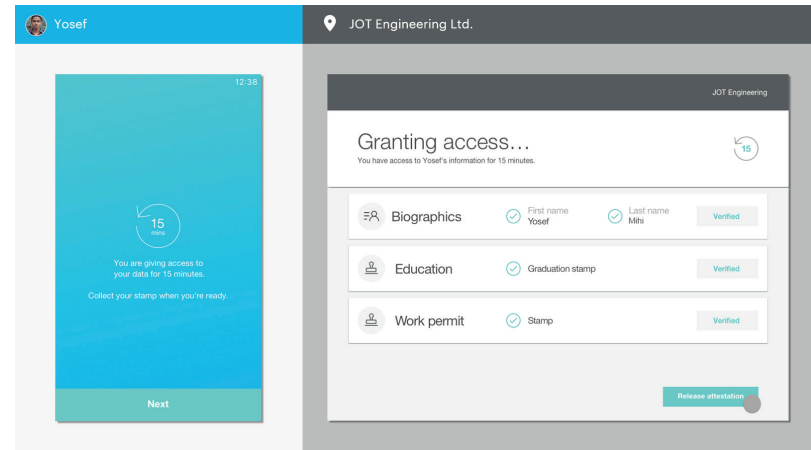 Yosef
JOT Engineering Ltd.
12:38
15
mins
You are giving access to
your data for 15 minutes.
Collect your stamp when you're ready.
Next
JOT Engineering
Granting access...
You have access to Yosef's information for 15 minutes.
15
Biographics
First name
Yosef
Last name
Mihi
Verified
Education
Graduation stamp
Verified
Work permit
Stamp
Verified
Release attestation